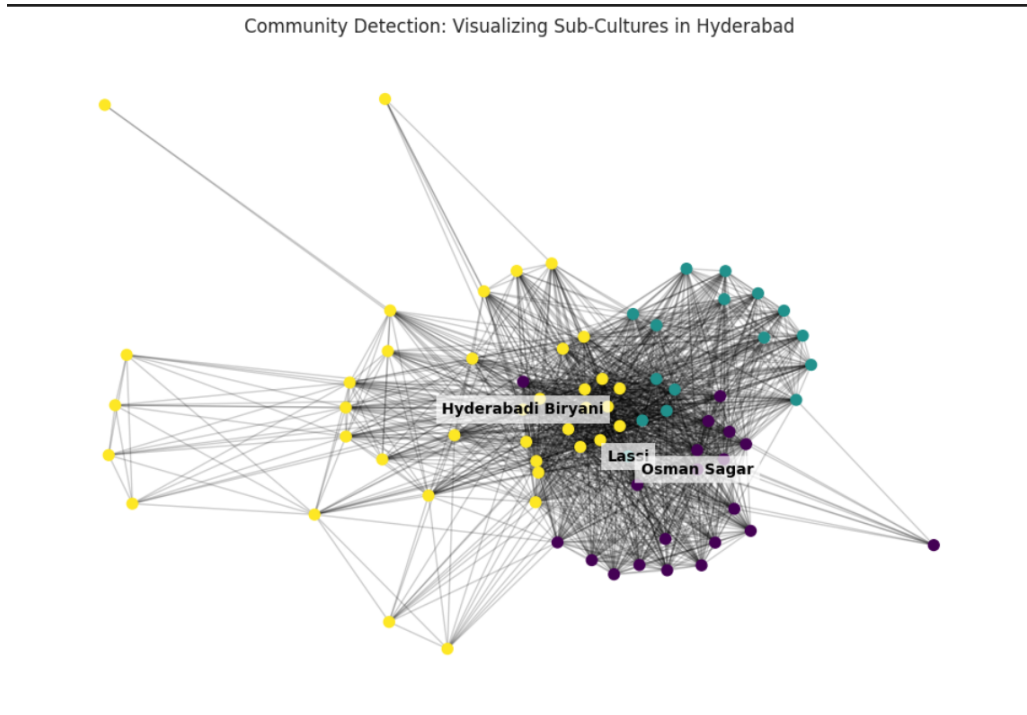 Community Detection: Visualizing Sub-Cultures in Hyderabad
Hyderabadi Biryani
Lassi
Osman Sagar